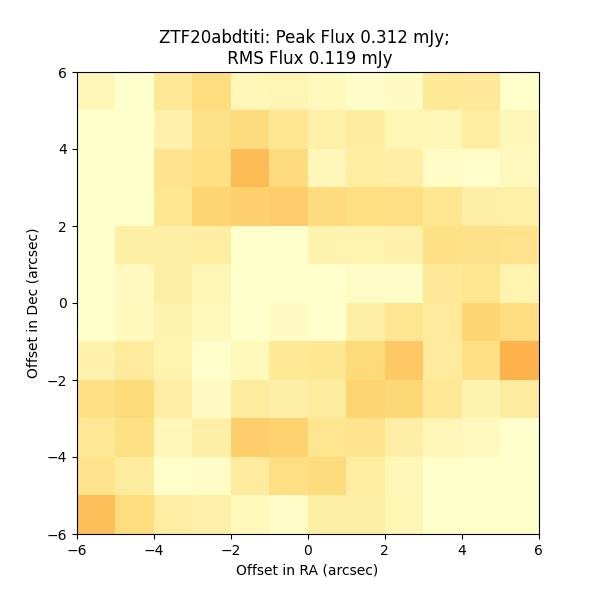 ZTF20abdtiti: Peak Flux 0.312 mJy;
RMS Flux 0.119 mJy
6
4
2
0
−2
−4
−6
Offset in Dec (arcsec)
−6 −4 −2 0 2 4 6
Offset in RA (arcsec)